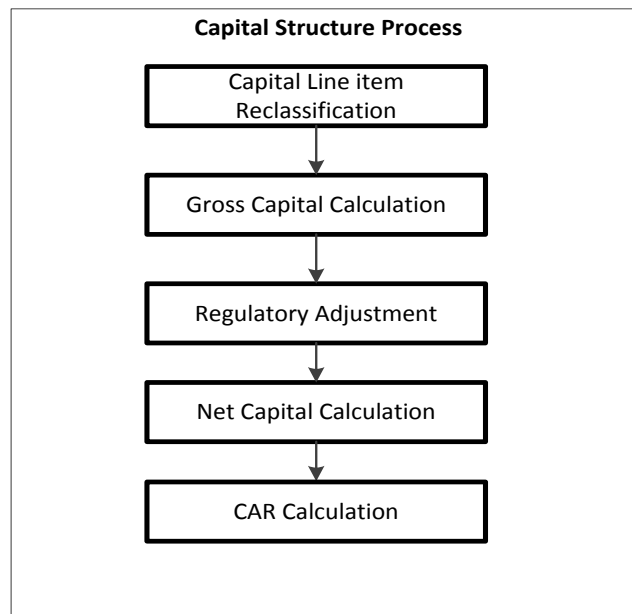 Capital Structure Process
Capital Line item
Reclassification
Gross Capital Calculation
Regulatory Adjustment
Net Capital Calculation
CAR Calculation